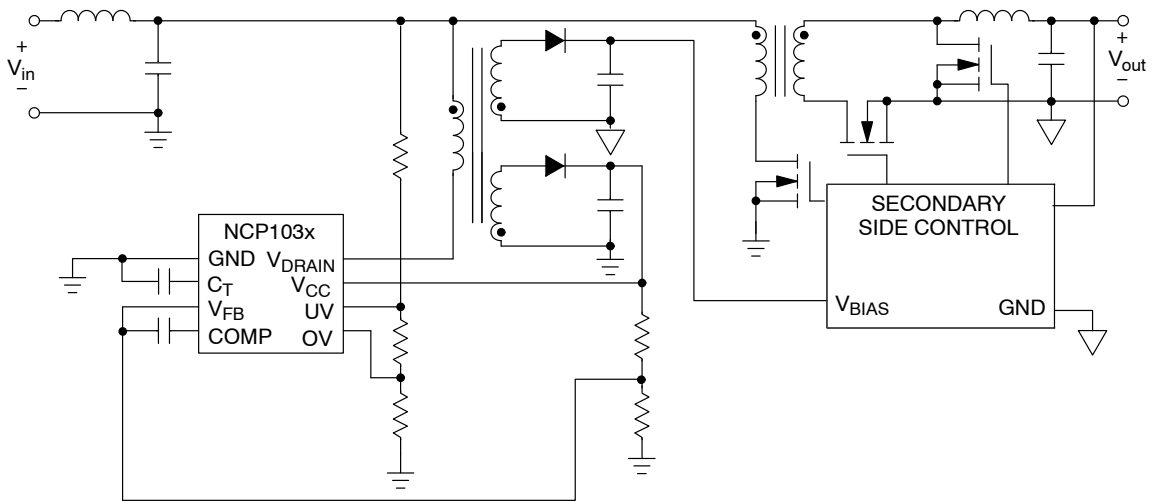 +
V_in
−
+
V_out
−
NCP103x
GND
V_DRAIN
C_T
V_CC
V_FB
UV
COMP
OV
SECONDARY
SIDE CONTROL
V_BIAS
GND